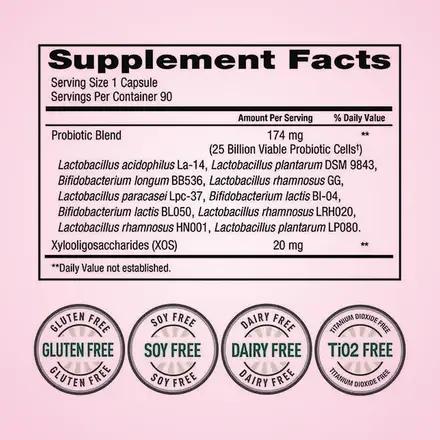 Supplement Facts
Serving Size 1 Capsule
Servings Per Container 90
Amount Per Serving % Daily Value
Probiotic Blend 174 mg **
(25 Billion Viable Probiotic Cells†)
Lactobacillus acidophilus La-14, Lactobacillus plantarum DSM 9843,
Bifidobacterium longum BB536, Lactobacillus rhamnosus GG,
Lactobacillus paracasei Lpc-37, Bifidobacterium lactis BI-04,
Bifidobacterium lactis BL050, Lactobacillus rhamnosus LRH020,
Lactobacillus rhamnosus HN001, Lactobacillus plantarum LP080.
Xylooligosaccharides (XOS) 20 mg **
**Daily Value not established.
GLUTEN FREE
GLUTEN FREE
GLUTEN FREE
SOY FREE
SOY FREE
SOY FREE
DAIRY FREE
DAIRY FREE
DAIRY FREE
TITANIUM DIOXIDE FREE
TiO2 FREE
TITANIUM DIOXIDE FREE